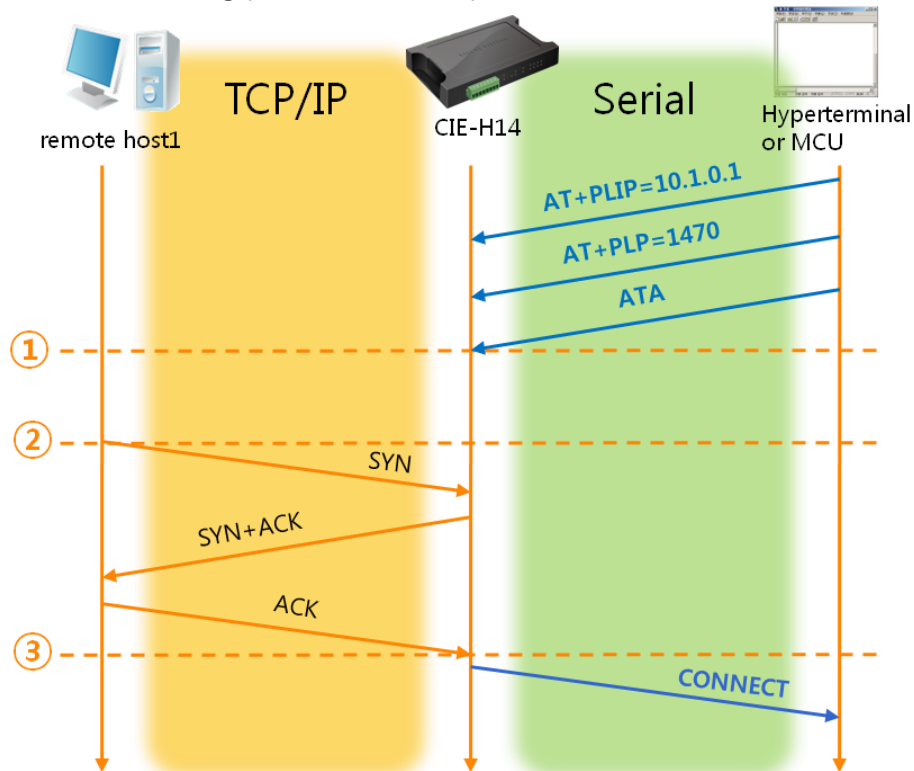 TCP/IP
Serial
remote host1
CIE-H14
Hyperterminal
or MCU
AT+PLIP=10.1.0.1
AT+PLP=1470
ATA
①
②
SYN
SYN+ACK
ACK
③
CONNECT